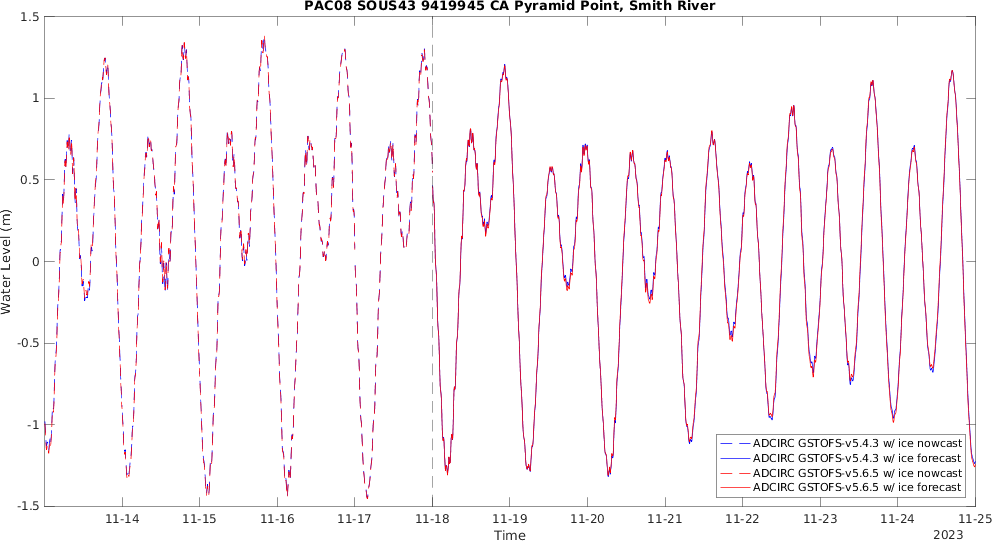 PAC08 SOUS43 9419945 CA Pyramid Point, Smith River
Water Level (m)
1.5
1
0.5
0
-0.5
-1
-1.5
11-14 11-15 11-16 11-17 11-18 11-19 11-20 11-21 11-22 11-23 11-24 11-25
2023
Time
ADCIRC GSTOFS-v5.4.3 w/ ice nowcast
ADCIRC GSTOFS-v5.4.3 w/ ice forecast
ADCIRC GSTOFS-v5.6.5 w/ ice nowcast
ADCIRC GSTOFS-v5.6.5 w/ ice forecast